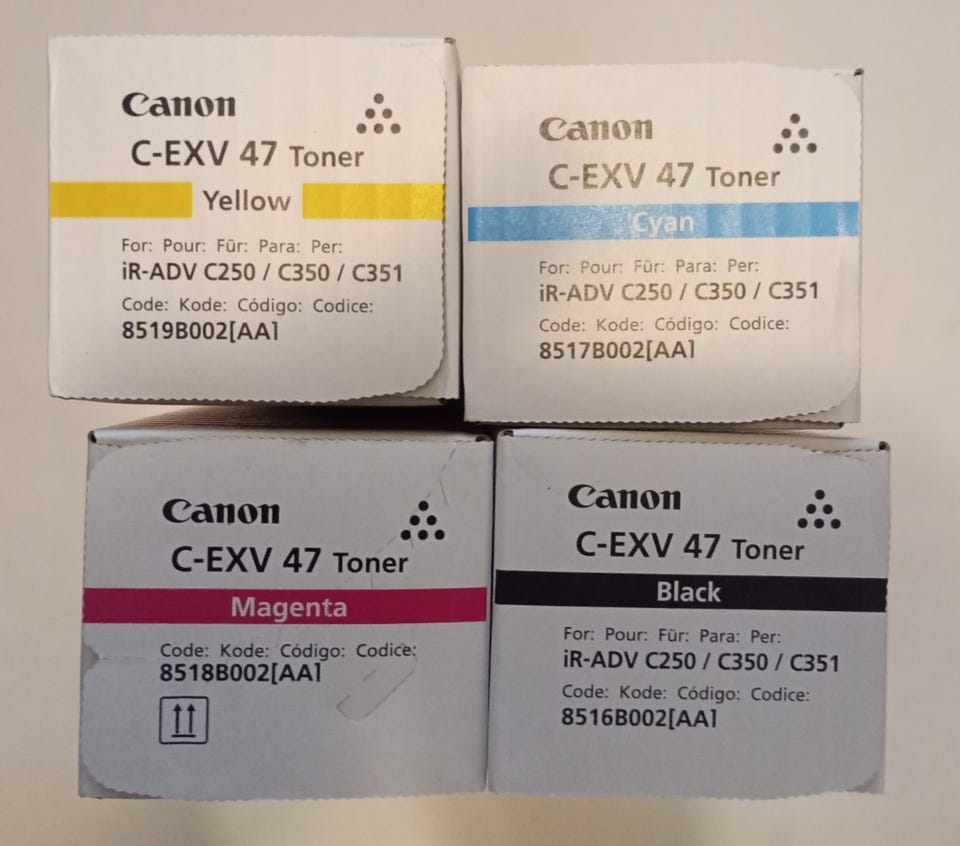 Canon
C-EXV 47 Toner
Yellow
For: Pour: Für: Para: Per:
iR-ADV C250 / C350 / C351
Code: Kode: Código: Codice:
8519B002[AA]
Canon
C-EXV 47 Toner
Cyan
For: Pour: Für: Para: Per:
iR-ADV C250 / C350 / C351
Code: Kode: Código: Codice:
8517B002[AA]
Canon
C-EXV 47 Toner
Magenta
Code: Kode: Código: Codice:
8518B002[AA]
Canon
C-EXV 47 Toner
Black
For: Pour: Für: Para: Per:
iR-ADV C250 / C350 / C351
Code: Kode: Código: Codice:
8516B002[AA]